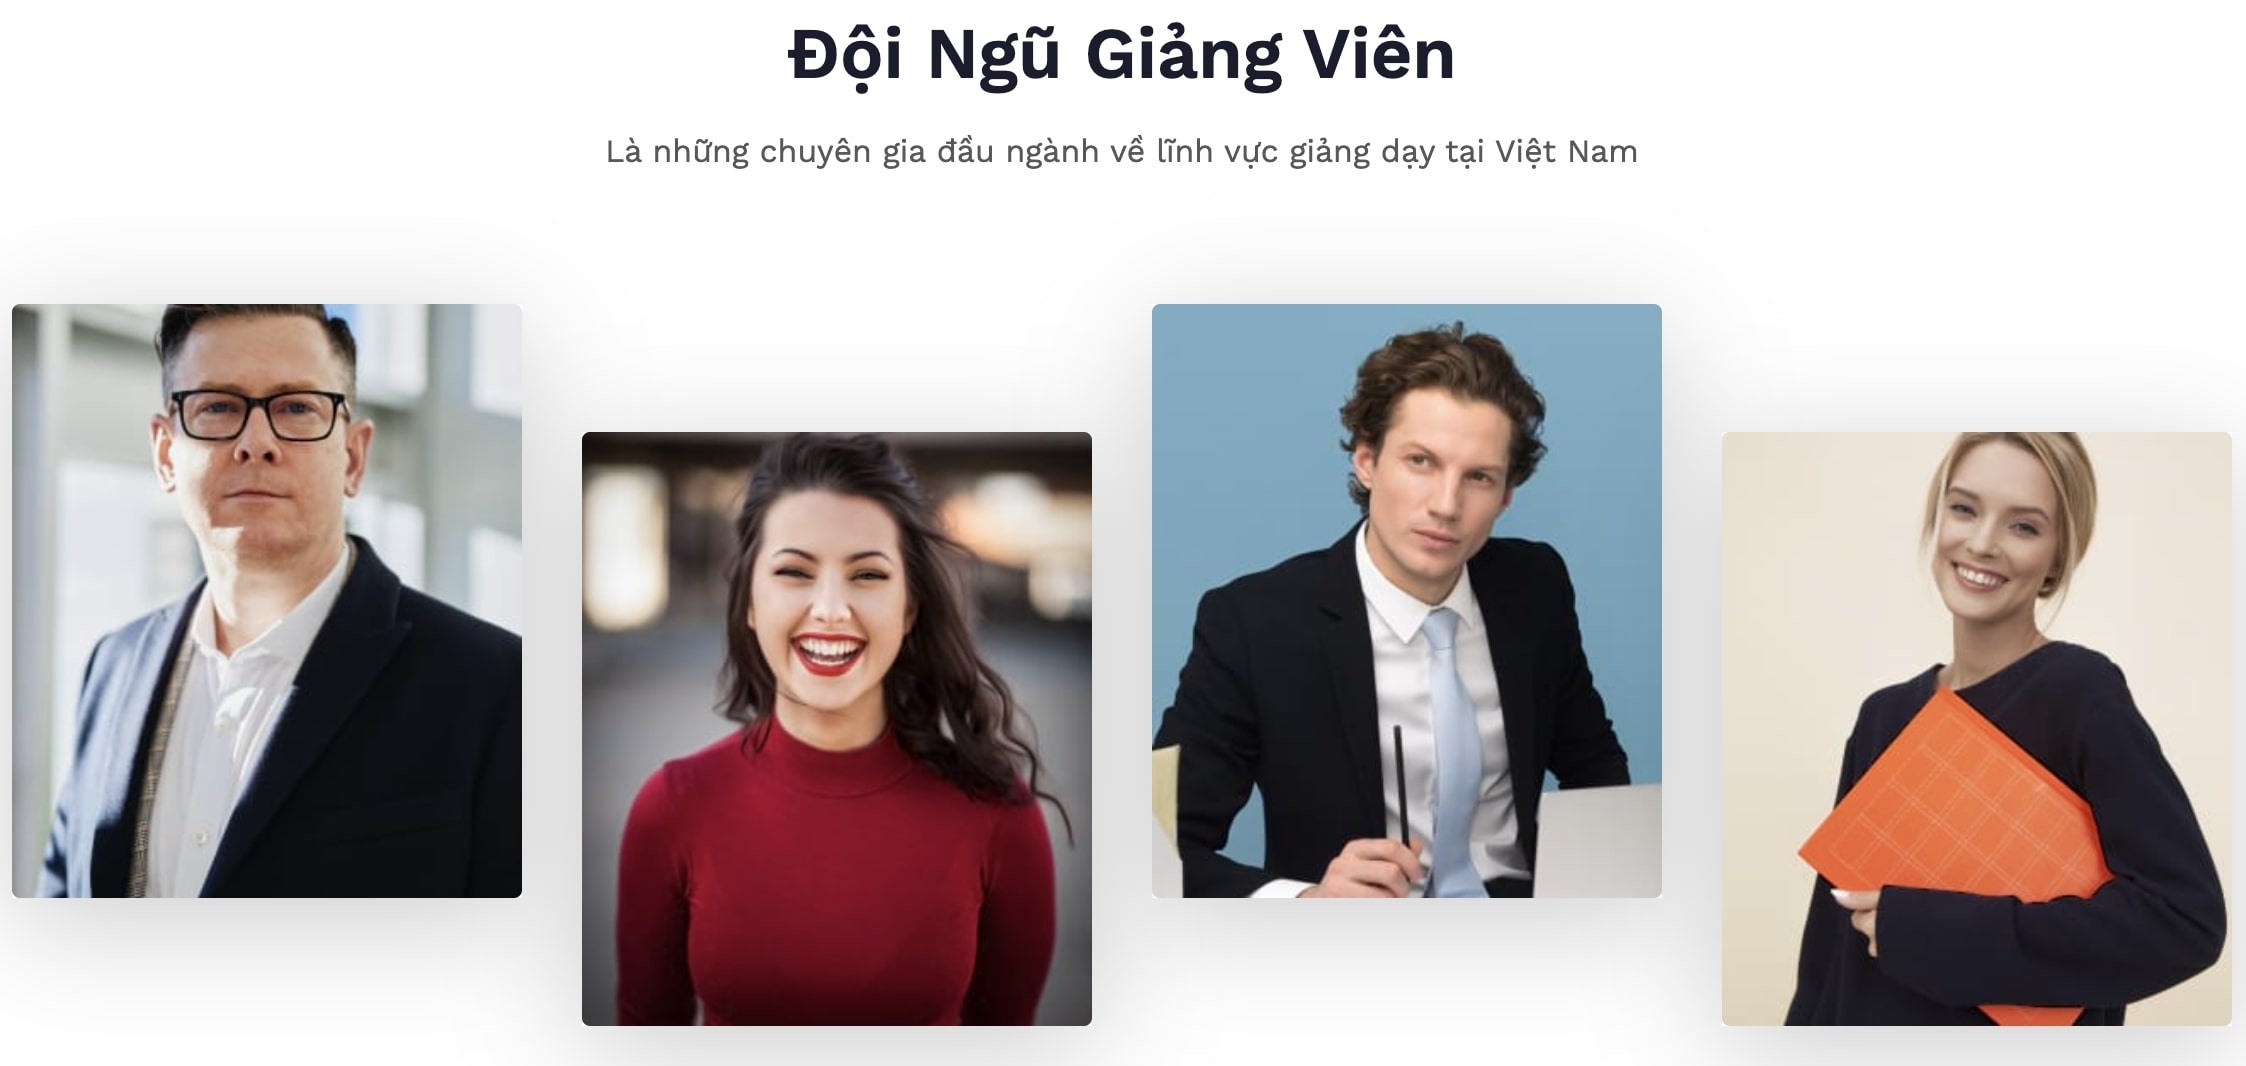 Đội Ngũ Giảng Viên
Là những chuyên gia đầu ngành về lĩnh vực giảng dạy tại Việt Nam